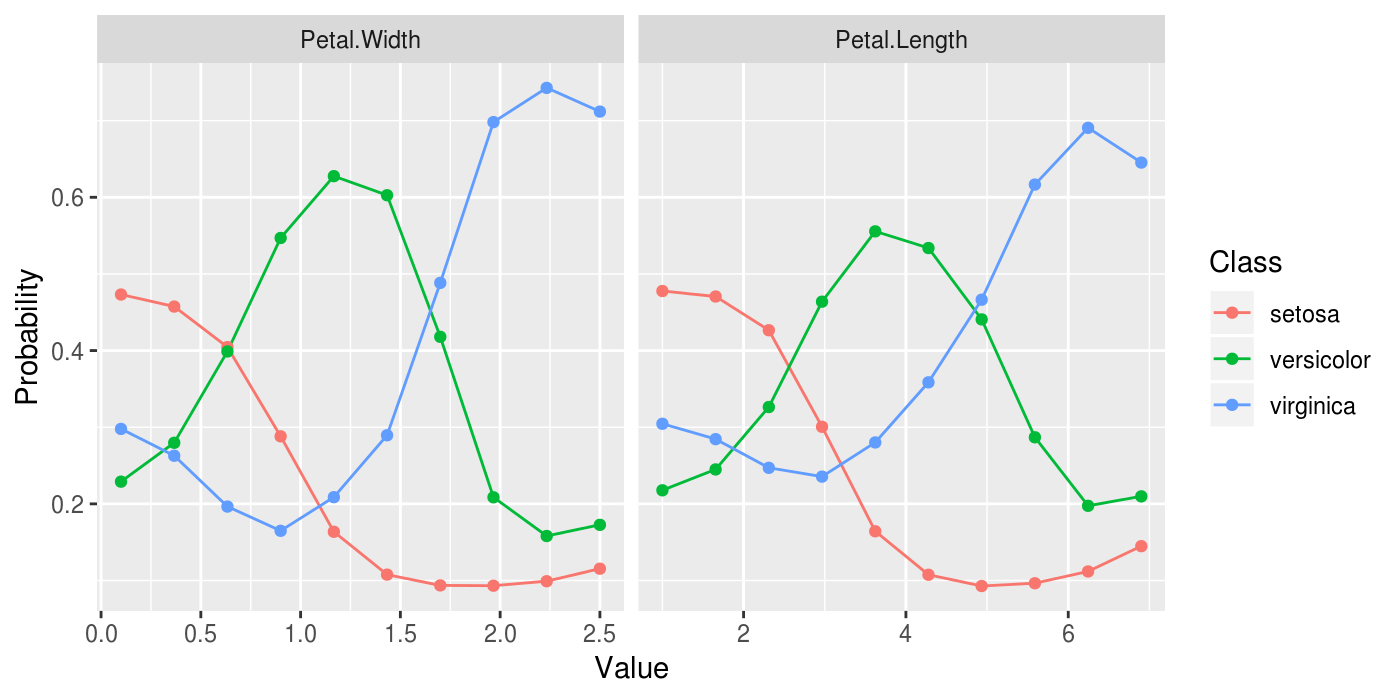 Petal.Width
Petal.Length
Probability
0.6
0.4
0.2
0.0 0.5 1.0 1.5 2.0 2.5
2 4 6
Value
Class
setosa
versicolor
virginica